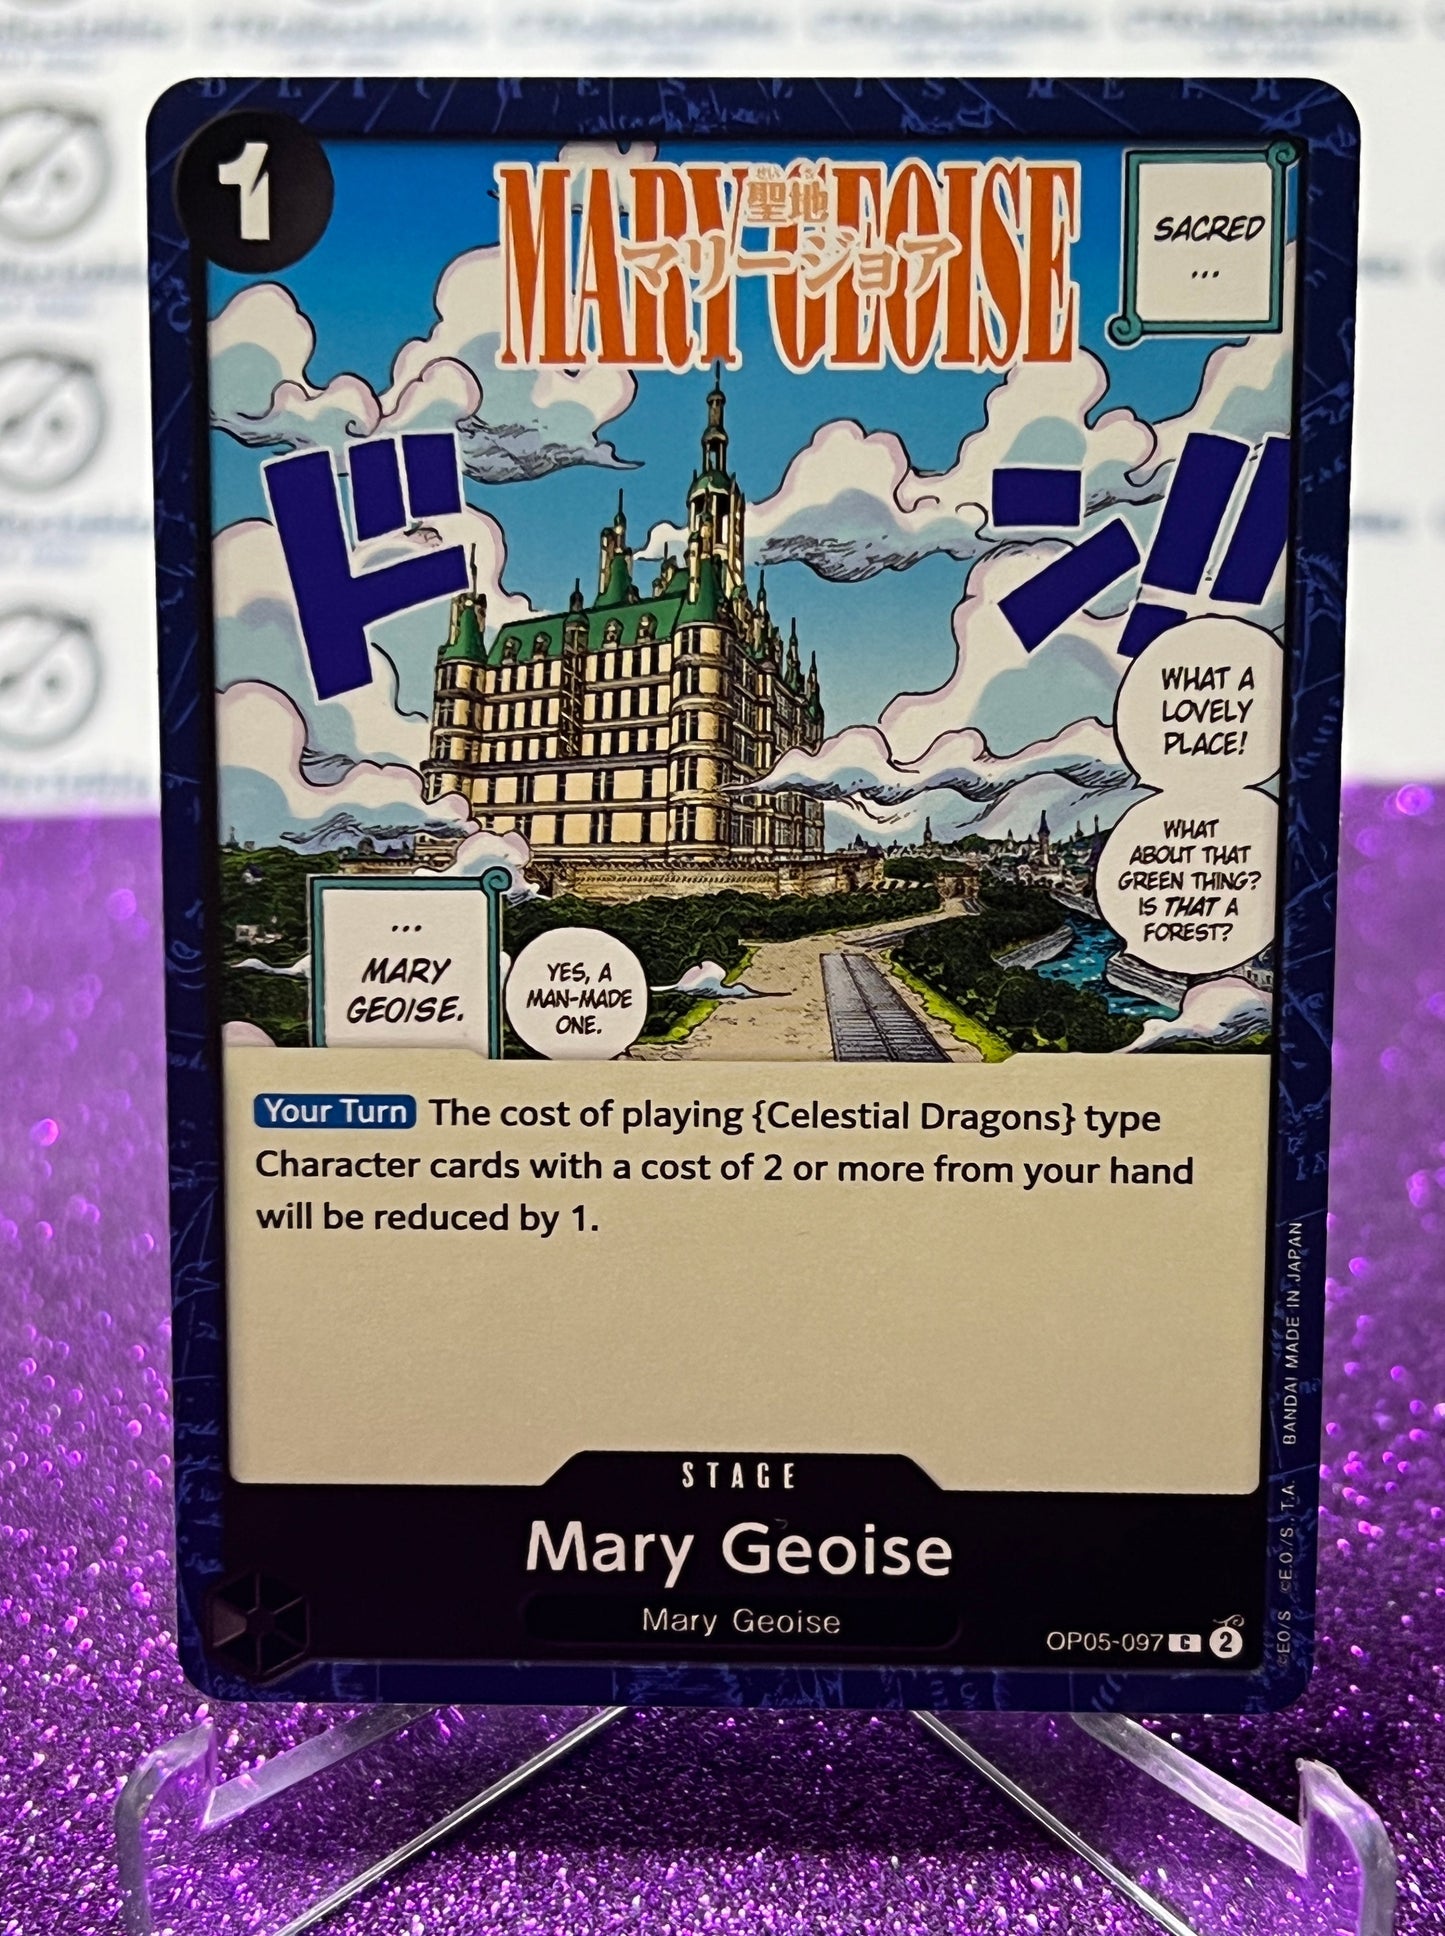 1
MARY GEOISE
せいち
聖地
マリージョア
SACRED
...
ドン!!
WHAT A
LOVELY
PLACE!
WHAT
ABOUT THAT
GREEN THING?
IS THAT A
FOREST?
...
MARY
GEOISE.
YES, A
MAN-MADE
ONE.
Your Turn The cost of playing {Celestial Dragons} type
Character cards with a cost of 2 or more from your hand
will be reduced by 1.
STAGE
Mary Geoise
Mary Geoise
OP05-097 C 2
©EO/S ©E.O./S.,T.A. BANDAI MADE IN JAPAN